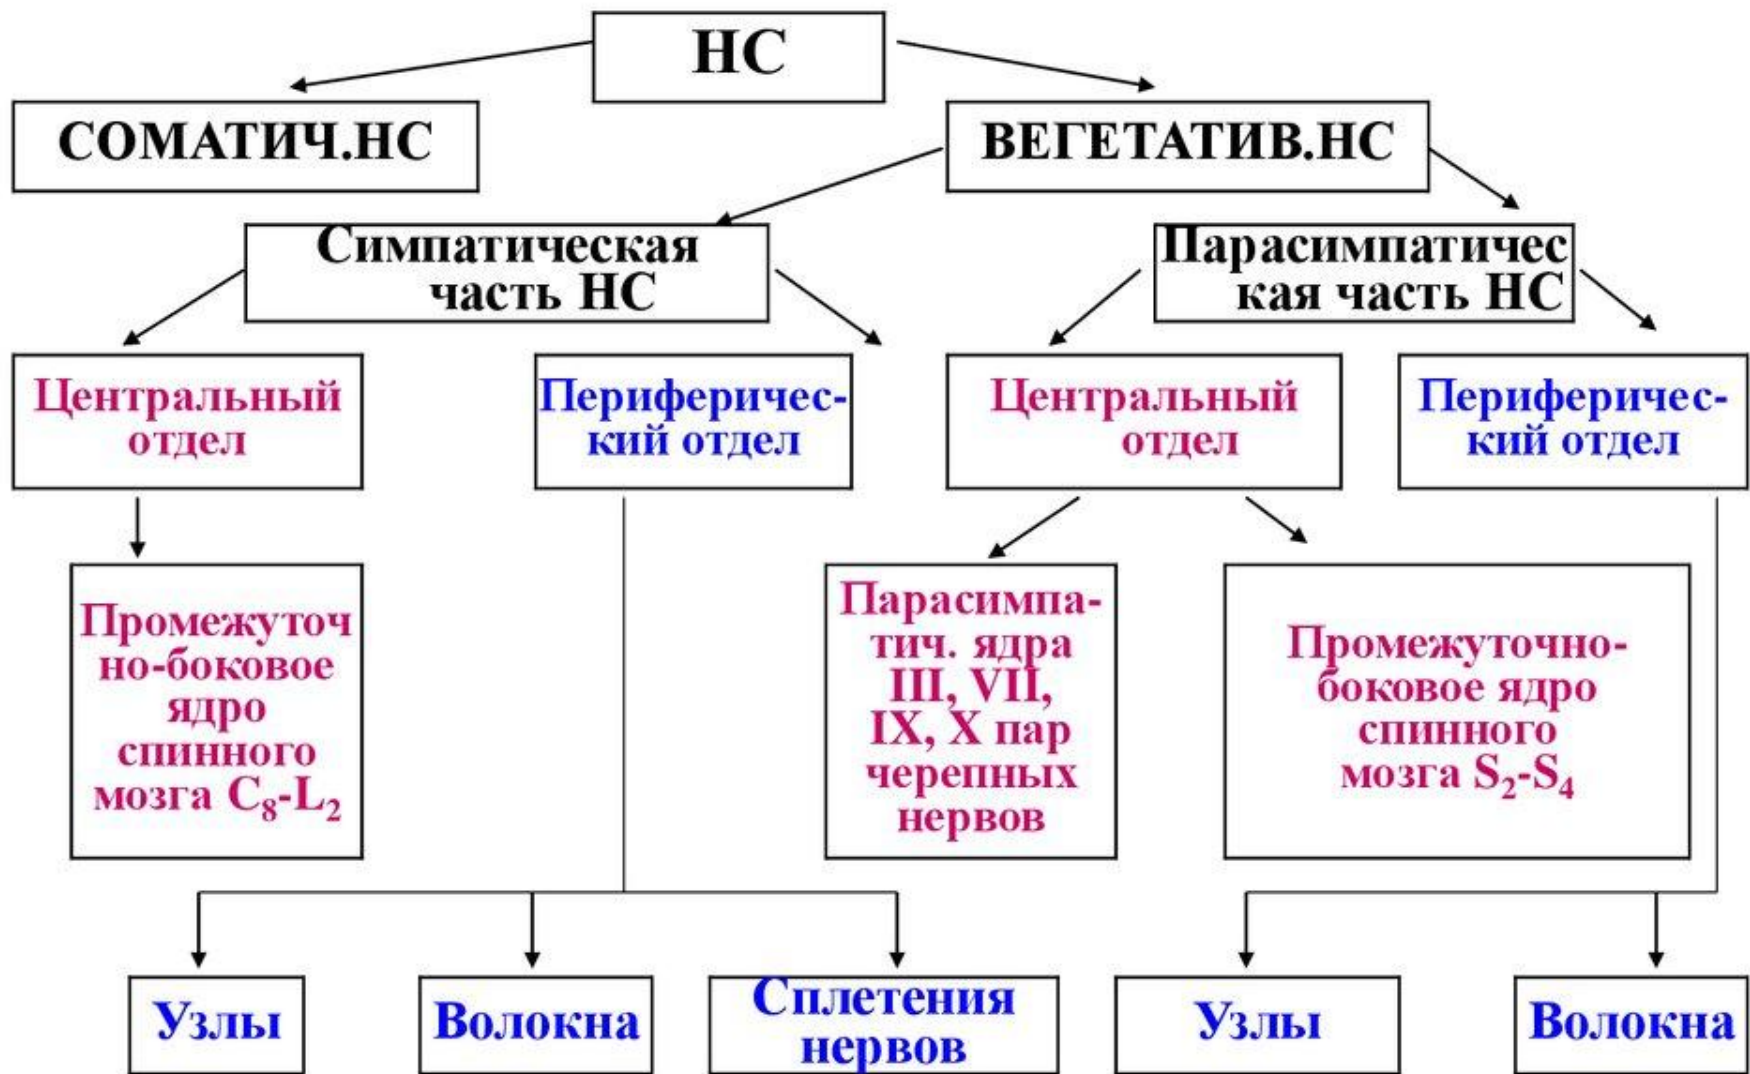 НС
СОМАТИЧ.НС
ВЕГЕТАТИВ.НС
Симпатическая
часть НС
Парасимпатичес
кая часть НС
Центральный
отдел
Периферичес-
кий отдел
Центральный
отдел
Периферичес-
кий отдел
Промежуточ
но-боковое
ядро
спинного
мозга C₈-L₂
Парасимпа-
тич. ядра
III, VII,
IX, X пар
черепных
нервов
Промежуточно-
боковое ядро
спинного
мозга S₂-S₄
Узлы
Волокна
Сплетения
нервов
Узлы
Волокна